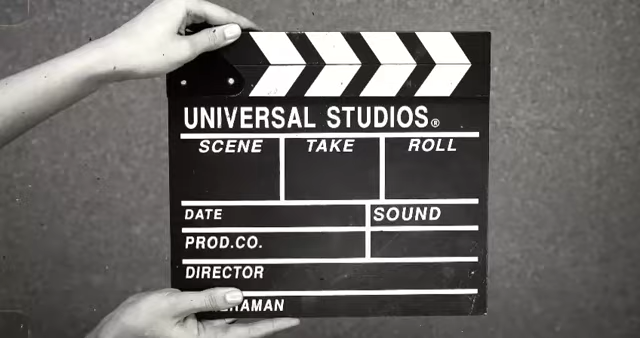 UNIVERSAL STUDIOS®
SCENE TAKE ROLL
DATE SOUND
PROD.CO.
DIRECTOR